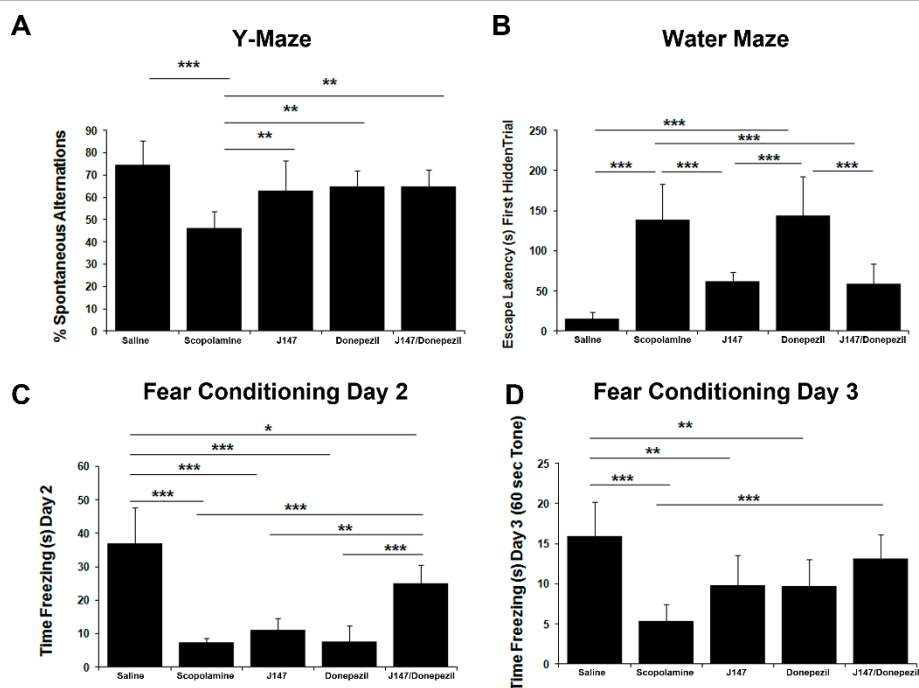 A
Y-Maze
***
**
**
**
% Spontaneous Alternations
90
80
70
60
50
40
30
20
10
0
Saline
Scopolamine
J147
Donepezil
J147/Donepezil
B
Water Maze
***
***
***
***
***
***
Escape Latency (s) First HiddenTrial
250
200
150
100
50
0
Saline
Scopolamine
J147
Donepezil
J147/Donepezil
C
Fear Conditioning Day 2
*
***
***
***
***
**
***
Time Freezing (s) Day 2
60
50
40
30
20
10
0
Saline
Scopolamine
J147
Donepezil
J147/Donepezil
D
Fear Conditioning Day 3
**
**
***
***
Time Freezing (s) Day 3 (60 sec Tone)
25
20
15
10
5
0
Saline
Scopolamine
J147
Donepezil
J147/Donepezil